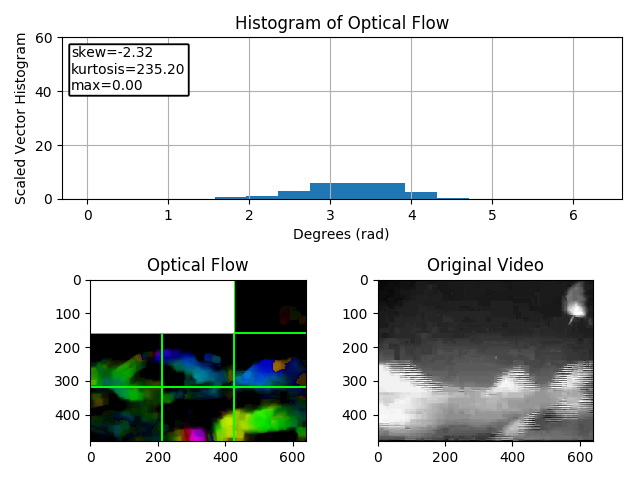 Histogram of Optical Flow
Scaled Vector Histogram
60
40
20
0
skew=-2.32
kurtosis=235.20
max=0.00
0 1 2 3 4 5 6
Degrees (rad)
Optical Flow
0
100
200
300
400
0 200 400 600
Original Video
0
100
200
300
400
0 200 400 600